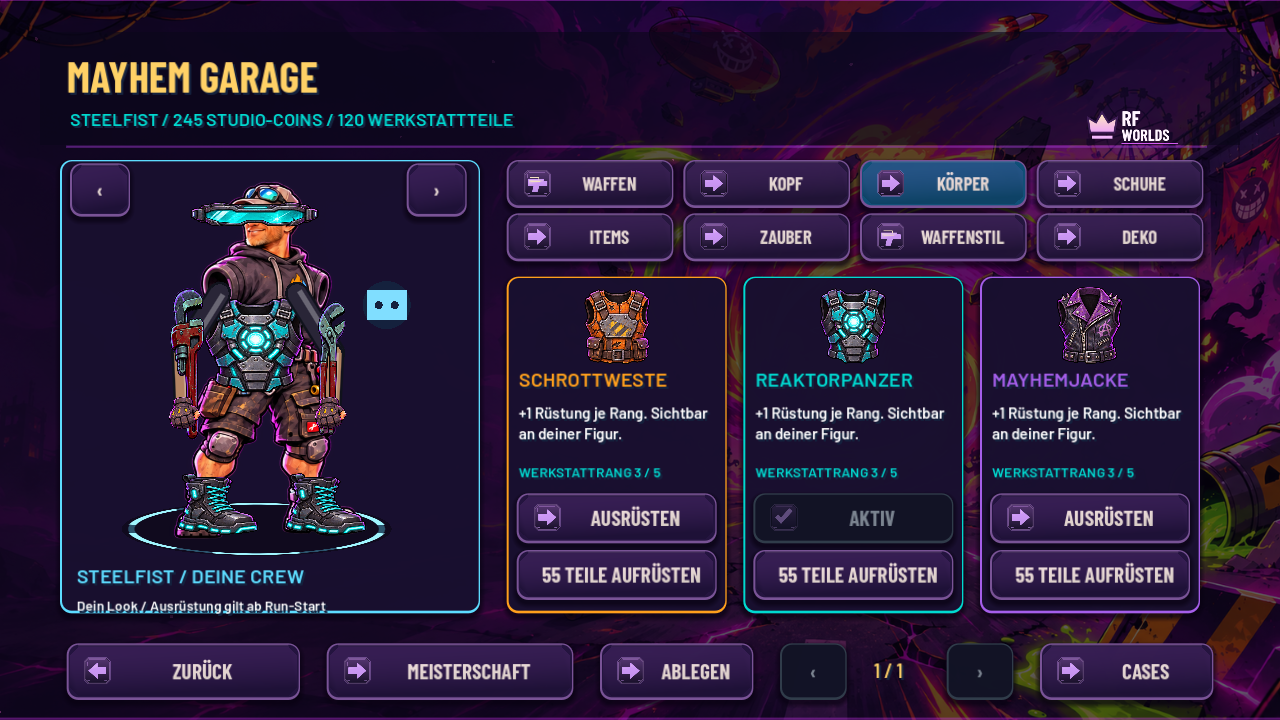 MAYHEM GARAGE
STEELFIST / 245 STUDIO-COINS / 120 WERKSTATTTEILE
RF
WORLDS
‹
›
WAFFEN
KOPF
KÖRPER
SCHUHE
ITEMS
ZAUBER
WAFFENSTIL
DEKO
SCHROTTWESTE
+1 Rüstung je Rang. Sichtbar
an deiner Figur.
WERKSTATTRANG 3 / 5
AUSRÜSTEN
55 TEILE AUFRÜSTEN
REAKTORPANZER
+1 Rüstung je Rang. Sichtbar
an deiner Figur.
WERKSTATTRANG 3 / 5
AKTIV
55 TEILE AUFRÜSTEN
MAYHEMJACKE
+1 Rüstung je Rang. Sichtbar
an deiner Figur.
WERKSTATTRANG 3 / 5
AUSRÜSTEN
55 TEILE AUFRÜSTEN
STEELFIST / DEINE CREW
Dein Look / Ausrüstung gilt ab Run-Start
ZURÜCK
MEISTERSCHAFT
ABLEGEN
‹
1 / 1
›
CASES